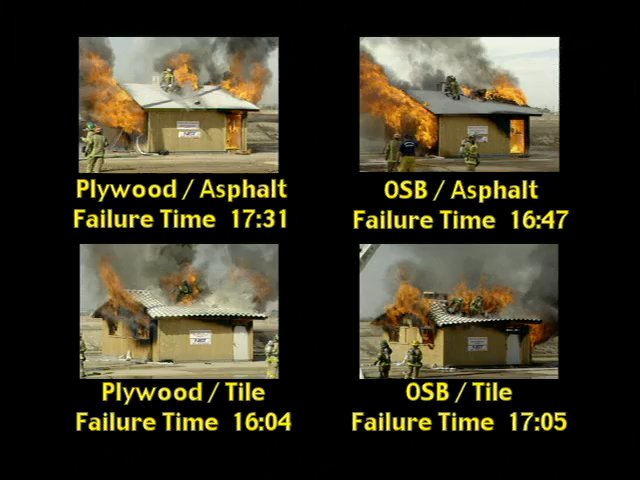 Plywood / Asphalt
Failure Time 17:31
OSB / Asphalt
Failure Time 16:47
Plywood / Tile
Failure Time 16:04
OSB / Tile
Failure Time 17:05